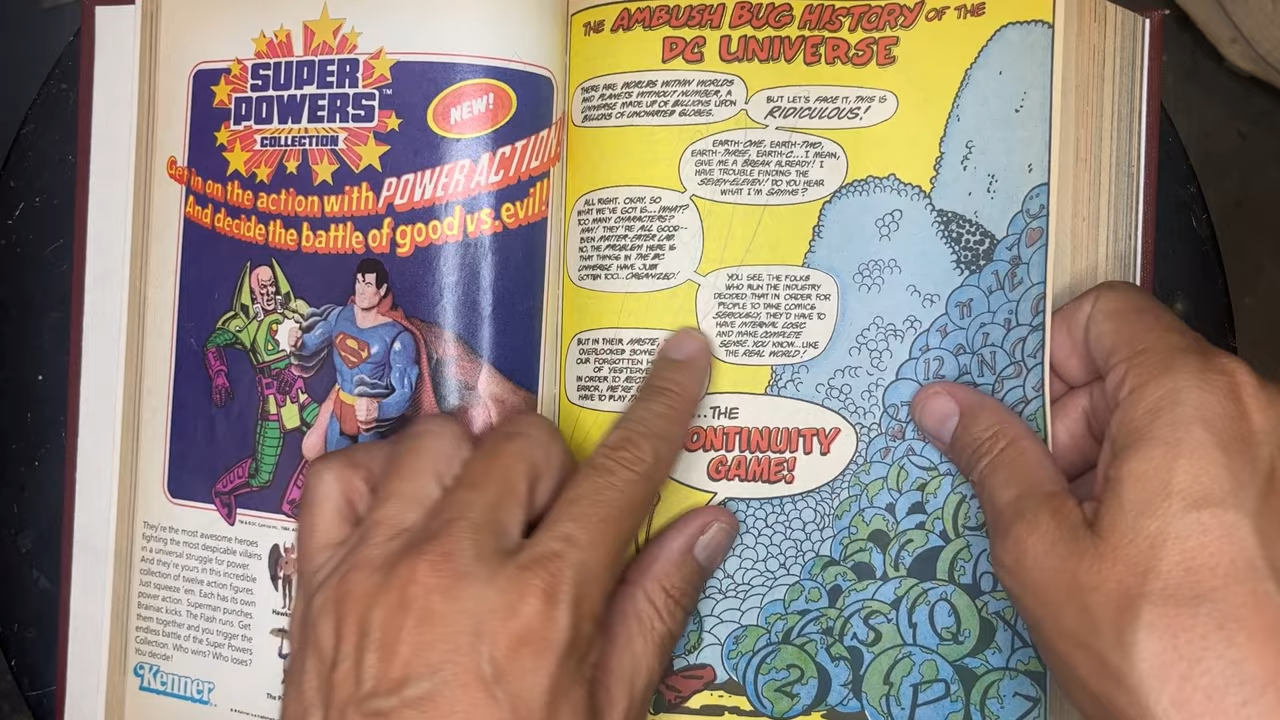 SUPER
POWERS™
COLLECTION
NEW!
Get in on the action with POWER ACTION!
And decide the battle of good vs. evil!
They're the most awesome heroes
fighting the most despicable villains
in a universal struggle for power.
And they're yours in this incredible
collection of twelve action figures.
Just squeeze 'em. Each has its own
power action. Superman punches.
Brainiac kicks. The Flash runs. Get
them together and you trigger the
endless battle of the Super Powers
Collection. Who wins? Who loses?
You decide!
Kenner
THE AMBUSH BUG HISTORY OF THE
DC UNIVERSE
THERE ARE WORLDS WITHIN WORLDS
AND PLANETS WITHOUT NUMBER, A
UNIVERSE MADE UP OF BILLIONS UPON
BILLIONS OF UNCHARTED GLOBES.
BUT LET'S FACE IT, THIS IS
RIDICULOUS!
EARTH-ONE, EARTH-TWO,
EARTH-THREE, EARTH-C...I MEAN,
GIVE ME A BREAK ALREADY! I
HAVE TROUBLE FINDING THE
SEVEN-ELEVEN! DO YOU HEAR
WHAT I'M SAYING?
ALL RIGHT. OKAY. SO
WHAT WE'VE GOT IS...WHAT?
TOO MANY CHARACTERS?
NAH! THEY'RE ALL GOOD--
EVEN MATTER-EATER LAD.
NO, THE PROBLEM HERE IS
THAT THINGS IN THE DC
UNIVERSE HAVE JUST
GOTTEN TOO...ORGANIZED!
YOU SEE, THE FOLKS
WHO RUN THE INDUSTRY
DECIDED THAT IN ORDER FOR
PEOPLE TO TAKE COMICS
SERIOUSLY, THEY'D HAVE TO
HAVE INTERNAL LOGIC
AND MAKE COMPLETE
SENSE. YOU KNOW...LIKE
THE REAL WORLD!
BUT IN THEIR HASTE,
OVERLOOKED SOME
OUR FORGOTTEN
OF
IN ORDER TO
ERROR, WE'RE
HAVE TO PLAY
...THE
CONTINUITY
GAME!
12 N
S Q
2 P